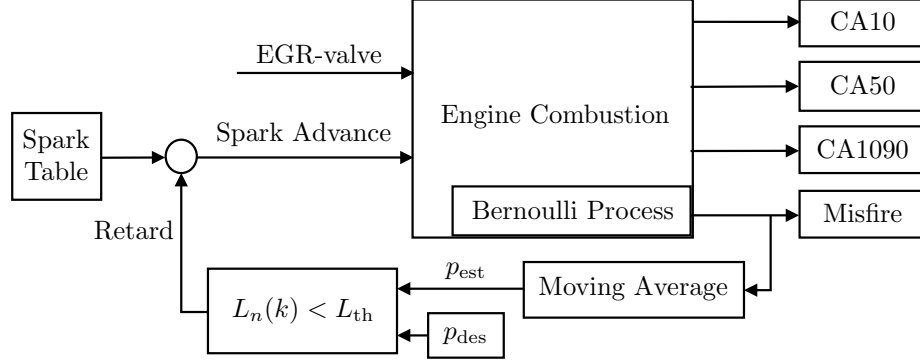 CA10
EGR-valve
CA50
Engine Combustion
Spark
Table
Spark Advance
CA1090
Bernoulli Process
Misfire
Retard
p_est
Moving Average
L_n(k) < L_th
p_des